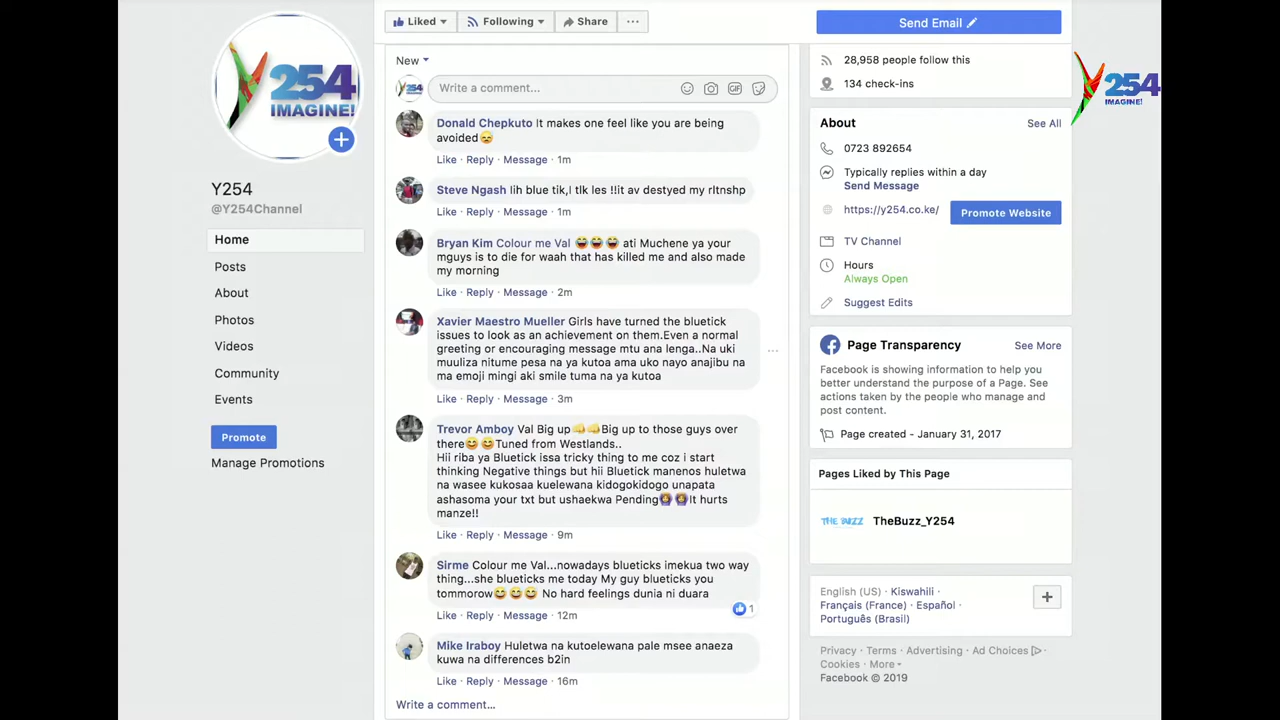 Y254
IMAGINE!
Y254
@Y254Channel
Home
Posts
About
Photos
Videos
Community
Events
Promote
Manage Promotions
Liked
Following
Share
Send Email
New
Y254
Write a comment...
GIF
Donald Chepkuto It makes one feel like you are being
avoided
Like · Reply · Message · 1m
Steve Ngash Iih blue tik,I tIk les !!it av destyed my rltnshp
Like · Reply · Message · 1m
Bryan Kim Colour me Val 😂😂😂 ati Muchene ya your
mguys is to die for waah that has killed me and also made
my morning
Like · Reply · Message · 2m
Xavier Maestro Mueller Girls have turned the bluetick
issues to look as an achievement on them.Even a normal
greeting or encouraging message mtu ana lenga..Na uki
muuliza nitume pesa na ya kutoa ama uko nayo anajibu na
ma emoji mingi aki smile tuma na ya kutoa
Like · Reply · Message · 3m
Trevor Amboy Val Big up👊👊Big up to those guys over
there😂😂Tuned from Westlands..
Hii riba ya Bluetick issa tricky thing to me coz i start
thinking Negative things but hii Bluetick manenos huletwa
na wasee kukosaa kuelewana kidogokidogo unapata
ashasoma your txt but ushaekwa Pending🤷🤷It hurts
manze!!
Like · Reply · Message · 9m
Sirme Colour me Val...nowadays blueticks imekua two way
thing...she blueticks me today My guy blueticks you
tommorow😂😂😂 No hard feelings dunia ni duara
1
Like · Reply · Message · 12m
Mike Iraboy Huletwa na kutoelewana pale msee anaeza
kuwa na differences b2in
Like · Reply · Message · 16m
Write a comment...
28,958 people follow this
134 check-ins
About
See All
0723 892654
Typically replies within a day
Send Message
https://y254.co.ke/
Promote Website
TV Channel
Hours
Always Open
Suggest Edits
Page Transparency
See More
Facebook is showing information to help you
better understand the purpose of a Page. See
actions taken by the people who manage and
post content.
Page created - January 31, 2017
Pages Liked by This Page
THE BUZZ
TheBuzz_Y254
English (US) · Kiswahili ·
Français (France) · Español ·
Português (Brasil)
Privacy · Terms · Advertising · Ad Choices ·
Cookies · More
Facebook © 2019
Y254
IMAGINE!